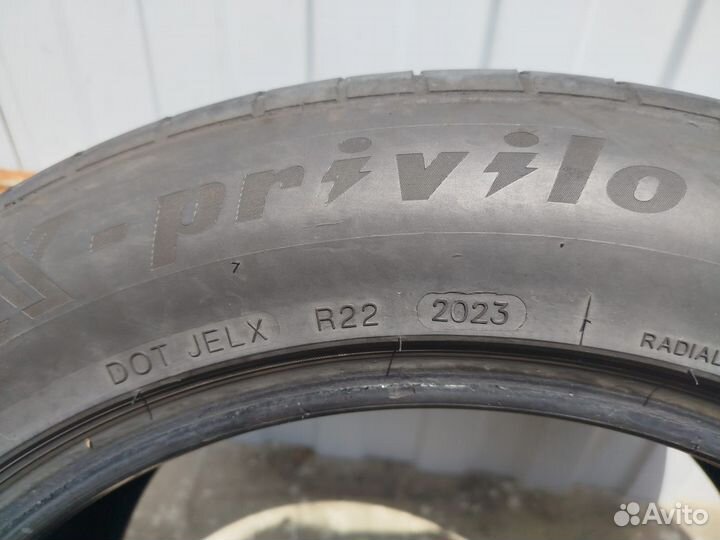 X-privilo
7
DOT JELX R22 2023
RADIAL
Avito